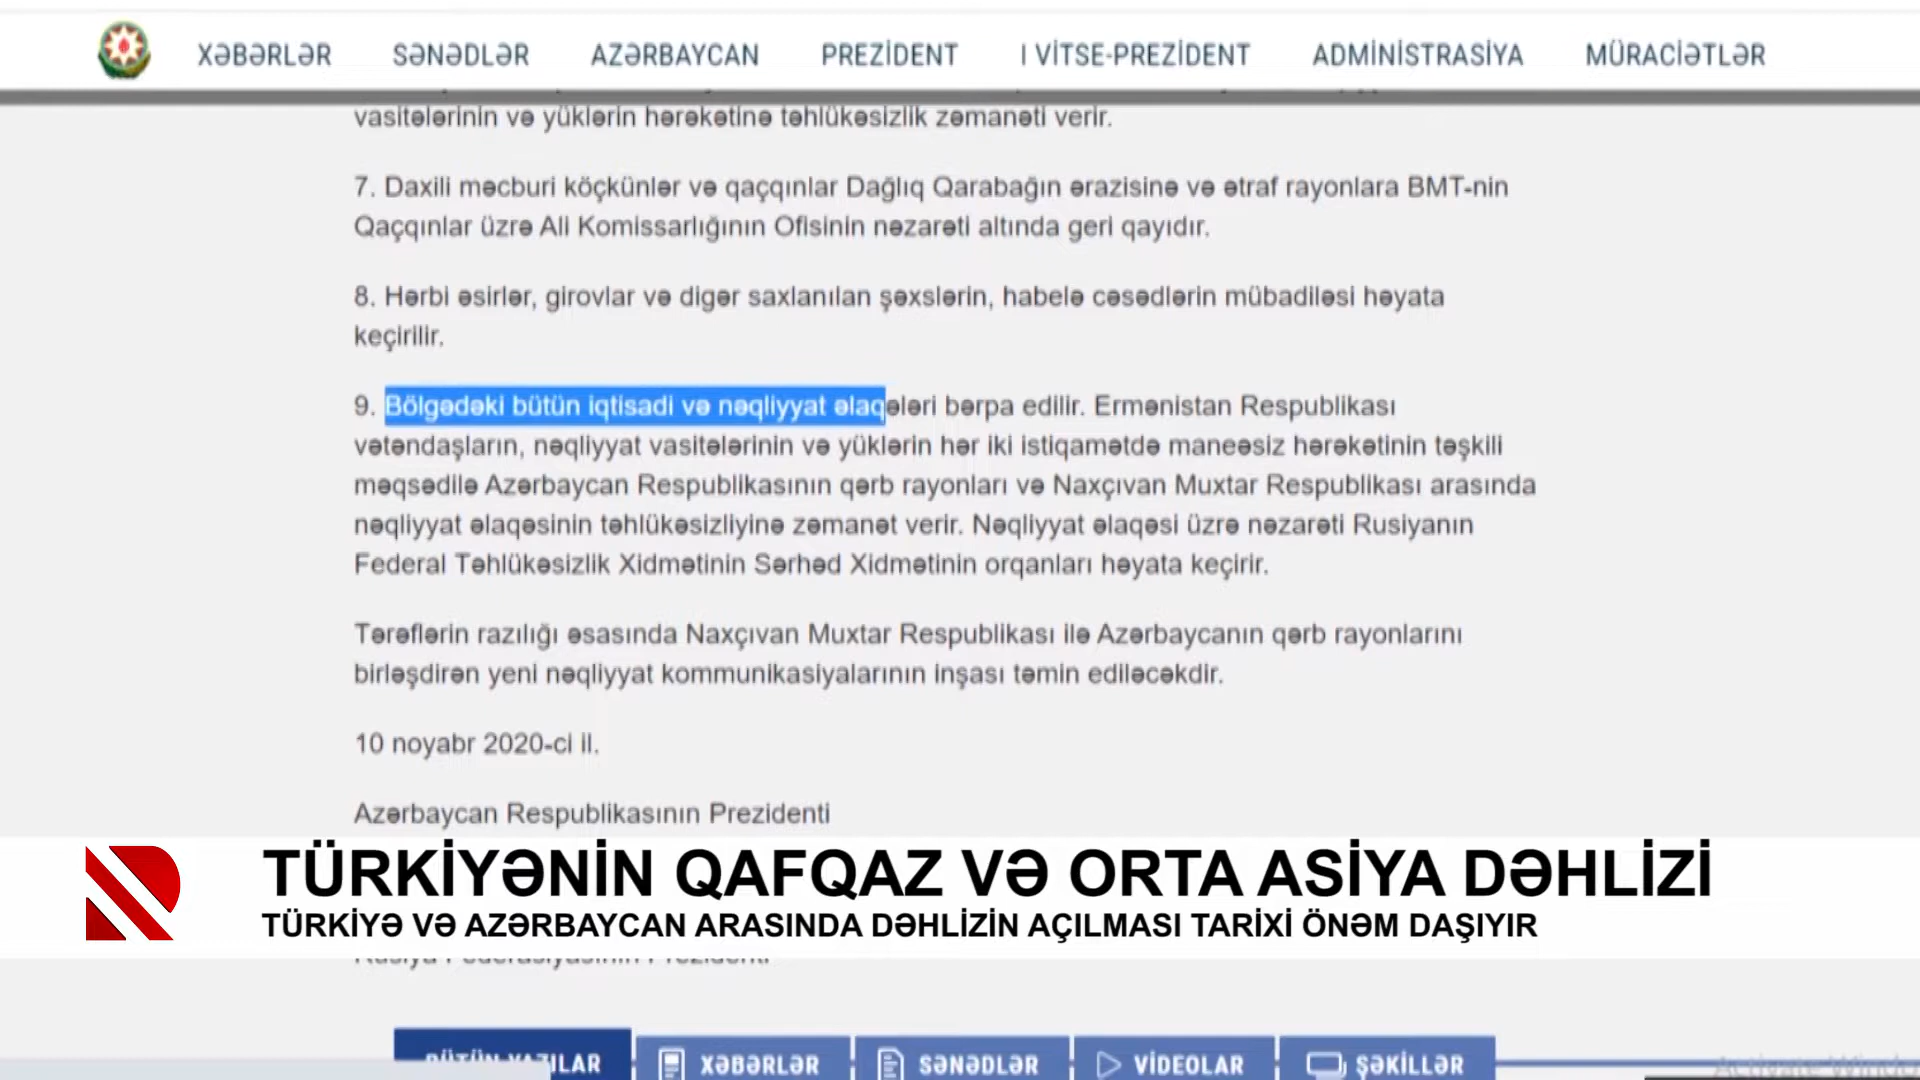 XƏBƏRLƏR SƏNƏDLƏR AZƏRBAYCAN PREZİDENT I VİTSE-PREZİDENT ADMİNİSTRASİYA MÜRACİƏTLƏR
vasitələrinin və yüklərin hərəkətinə təhlükəsizlik zəmanəti verir.
7. Daxili məcburi köçkünlər və qaçqınlar Dağlıq Qarabağın ərazisinə və ətraf rayonlara BMT-nin
Qaçqınlar üzrə Ali Komissarlığının Ofisinin nəzarəti altında geri qayıdır.
8. Hərbi əsirlər, girovlar və digər saxlanılan şəxslərin, habelə cəsədlərin mübadiləsi həyata
keçirilir.
9. Bölgədəki bütün iqtisadi və nəqliyyat əlaqələri bərpa edilir. Ermənistan Respublikası
vətəndaşların, nəqliyyat vasitələrinin və yüklərin hər iki istiqamətdə maneəsiz hərəkətinin təşkili
məqsədilə Azərbaycan Respublikasının qərb rayonları və Naxçıvan Muxtar Respublikası arasında
nəqliyyat əlaqəsinin təhlükəsizliyinə zəmanət verir. Nəqliyyat əlaqəsi üzrə nəzarəti Rusiyanın
Federal Təhlükəsizlik Xidmətinin Sərhəd Xidmətinin orqanları həyata keçirir.
Tərəflərin razılığı əsasında Naxçıvan Muxtar Respublikası ilə Azərbaycanın qərb rayonlarını
birləşdirən yeni nəqliyyat kommunikasiyalarının inşası təmin ediləcəkdir.
10 noyabr 2020-ci il.
Azərbaycan Respublikasının Prezidenti
TÜRKİYƏNİN QAFQAZ VƏ ORTA ASİYA DƏHLİZİ
TÜRKİYƏ VƏ AZƏRBAYCAN ARASINDA DƏHLİZİN AÇILMASI TARİXİ ÖNƏM DAŞIYIR
Rusiya Federasiyasının Prezidenti
BÜTÜN YAZILAR XƏBƏRLƏR SƏNƏDLƏR VİDEOLAR ŞƏKİLLƏR